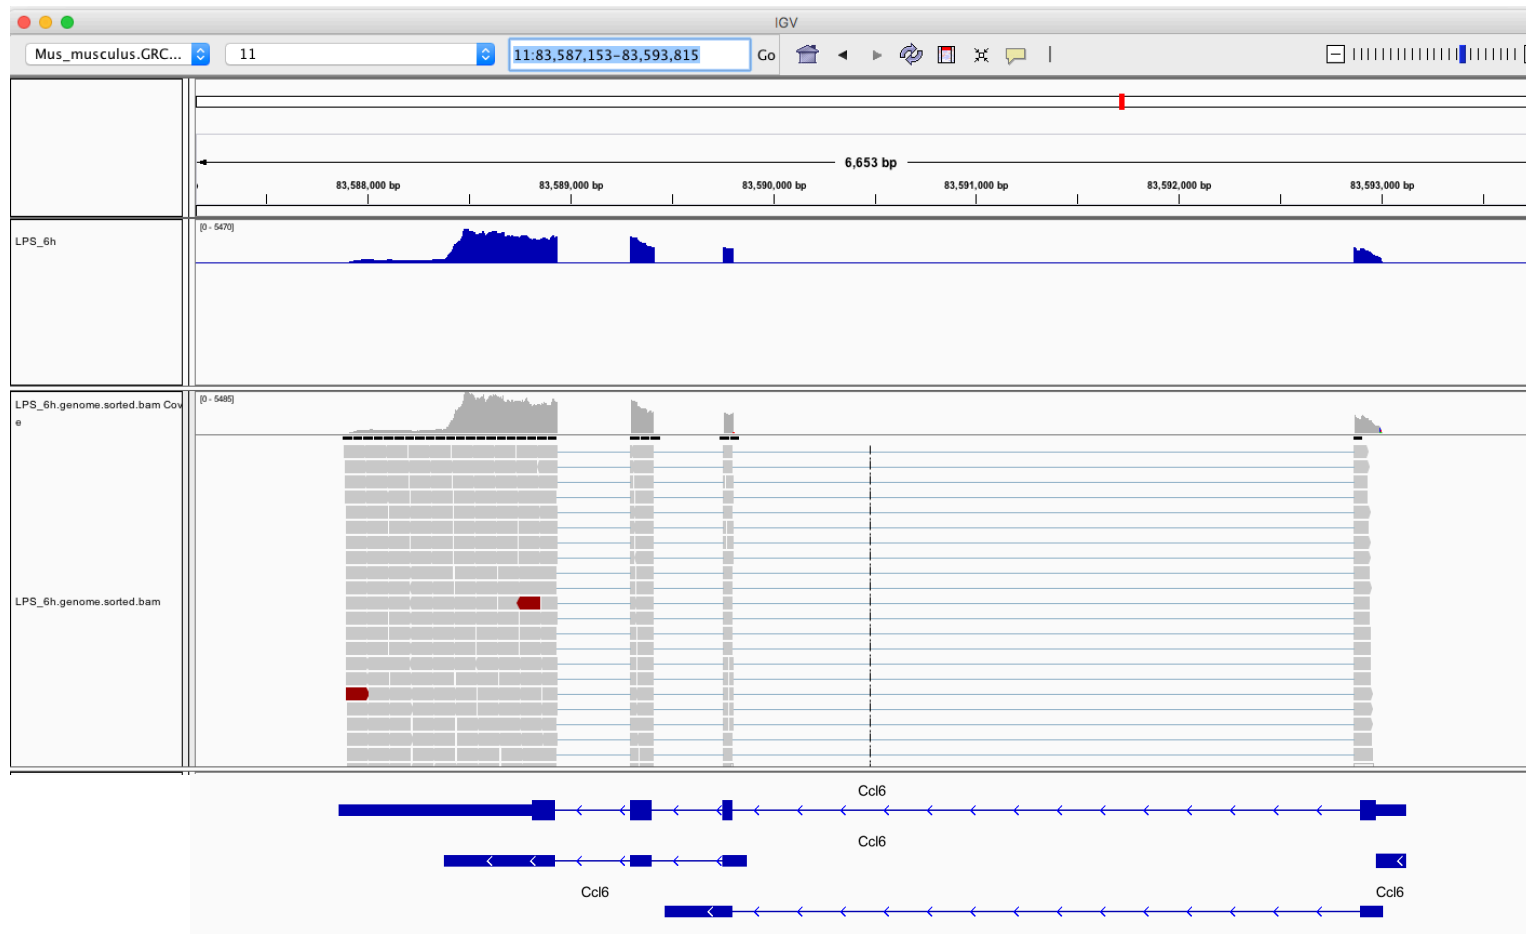 IGV
Mus_musculus.GRC... 11 11:83,587,153-83,593,815 Go
6,653 bp
83,588,000 bp 83,589,000 bp 83,590,000 bp 83,591,000 bp 83,592,000 bp 83,593,000 bp
LPS_6h [0 - 5470]
LPS_6h.genome.sorted.bam Cov [0 - 5485]
e
LPS_6h.genome.sorted.bam
Ccl6
Ccl6
Ccl6 Ccl6